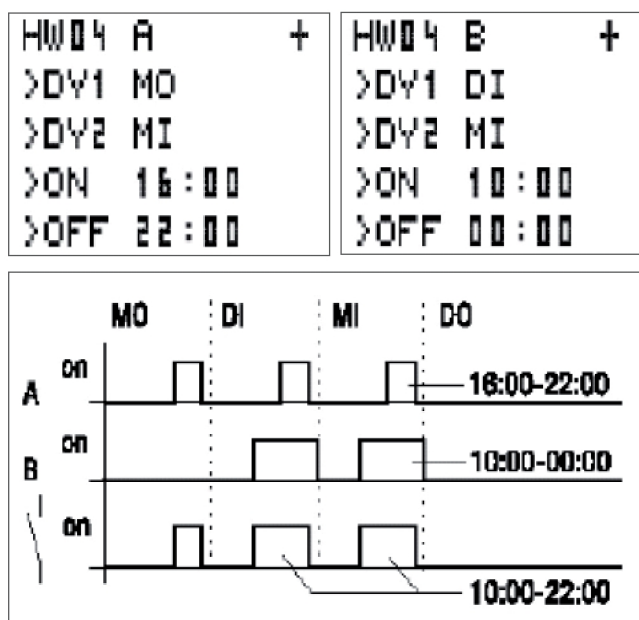 HW04 A +
>DY1 MO
>DY2 MI
>ON 16:00
>OFF 22:00
HW04 B +
>DY1 DI
>DY2 MI
>ON 10:00
>OFF 00:00
MO DI MI DO
A on 16:00-22:00
B on 10:00-00:00
on
10:00-22:00